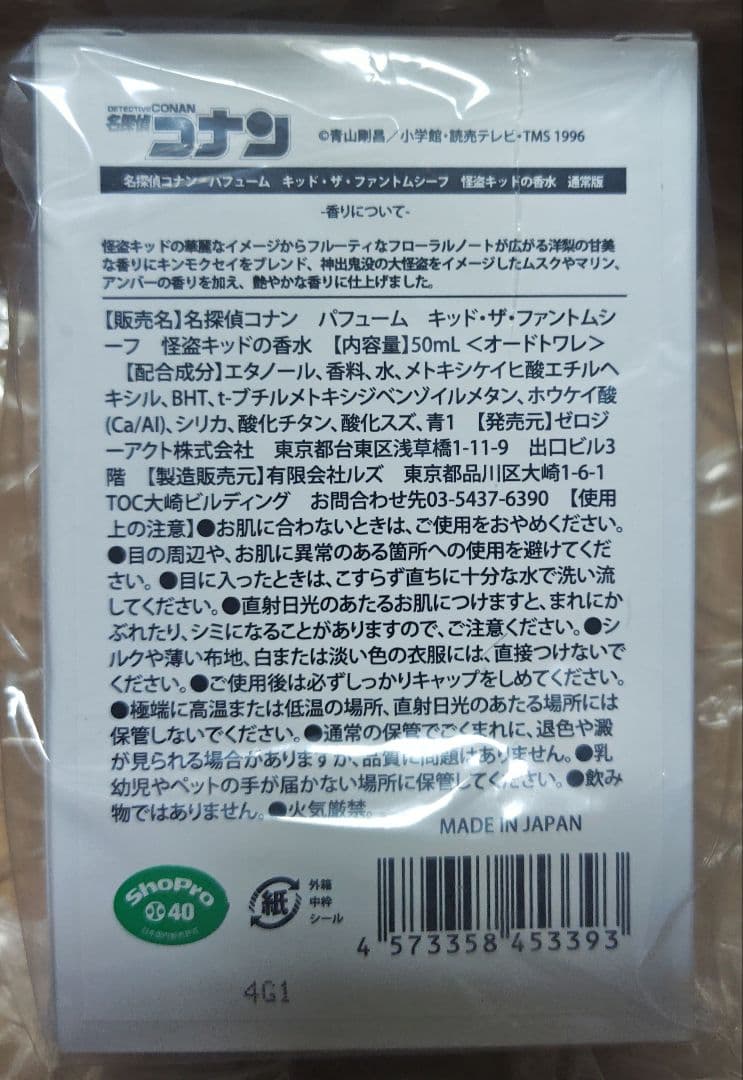 DETECTIVE CONAN
名探偵コナン
©青山剛昌／小学館・読売テレビ・TMS 1996
名探偵コナン パフューム キッド・ザ・ファントムシーフ 怪盗キッドの香水 通常版
-香りについて-
怪盗キッドの華麗なイメージからフルーティなフローラルノートが広がる洋梨の甘美
な香りにキンモクセイをブレンド、神出鬼没の大怪盗をイメージしたムスクやマリン、
アンバーの香りを加え、艶やかな香りに仕上げました。
【販売名】名探偵コナン パフューム キッド・ザ・ファントムシ
ーフ 怪盗キッドの香水 【内容量】50mL ＜オードトワレ＞
【配合成分】エタノール、香料、水、メトキシケイヒ酸エチルヘ
キシル、BHT、t-ブチルメトキシジベンゾイルメタン、ホウケイ酸
(Ca/Al)、シリカ、酸化チタン、酸化スズ、青1 【発売元】ゼロジ
ーアクト株式会社 東京都台東区浅草橋1-11-9 出口ビル3
階 【製造販売元】有限会社ルズ 東京都品川区大崎1-6-1
TOC大崎ビルディング お問合わせ先03-5437-6390 【使用
上の注意】●お肌に合わないときは、ご使用をおやめください。
●目の周辺や、お肌に異常のある箇所への使用を避けてくだ
さい。●目に入ったときは、こすらず直ちに十分な水で洗い流
してください。●直射日光のあたるお肌につけますと、まれにか
ぶれたり、シミになることがありますので、ご注意ください。●シ
ルクや薄い布地、白または淡い色の衣服には、直接つけないで
ください。●ご使用後は必ずしっかりキャップをしめてください。
●極端に高温または低温の場所、直射日光のあたる場所には
保管しないでください。●通常の保管でごくまれに、退色や澱
が見られる場合がありますが、品質に問題はありません。●乳
幼児やペットの手が届かない場所に保管してください。●飲み
物ではありません。●火気厳禁。
MADE IN JAPAN
ShoPro
40
日本国内販売許諾
紙
外箱
中枠
シール
4 573358 453393
4G1